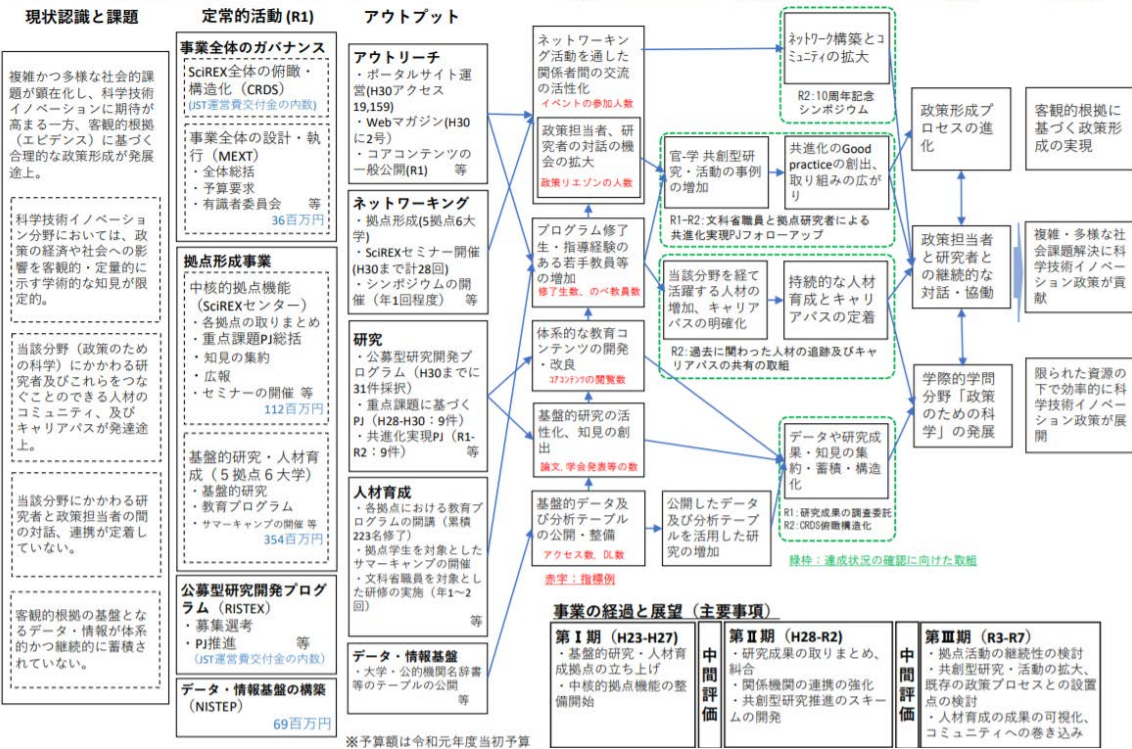 現状認識と課題
複雑かつ多様な社会的課
題が顕在化し、科学技術
イノベーションに期待が
高まる一方、客観的根拠
（エビデンス）に基づく
合理的な政策形成が発展
途上。
科学技術イノベーショ
ン分野においては、政
策の経済や社会への影
響を客観的・定量的に
示す学術的な知見が限
定的。
当該分野（政策のため
の科学）にかかわる研
究者及びこれらをつな
ぐことのできる人材の
コミュニティ、及び
キャリアパスが発達途
上。
当該分野にかかわる研
究者と政策担当者の間
の対話、連携が定着し
ていない。
客観的根拠の基盤とな
るデータ・情報が体系
的かつ継続的に蓄積さ
れていない。
定常的活動 (R1)
事業全体のガバナンス
SciREX全体の俯瞰・
構造化（CRDS）
(JST運営費交付金の内数)
事業全体の設計・執
行（MEXT）
・全体総括
・予算要求
・有識者委員会　等
36百万円
拠点形成事業
中核的拠点機能
（SciREXセンター）
・各拠点の取りまとめ
・重点課題PJ総括
・知見の集約
・広報
・セミナーの開催 等
112百万円
基盤的研究・人材育
成（５拠点６大学）
・基盤的研究
・教育プログラム
・サマーキャンプの開催 等
354百万円
公募型研究開発プログ
ラム（RISTEX）
・募集選考
・PJ推進　等
(JST運営費交付金の内数)
データ・情報基盤の構築
（NISTEP）
69百万円
アウトプット
アウトリーチ
・ポータルサイト運
営(H30アクセス
19,159)
・Webマガジン(H30
に2号)
・コアコンテンツの
一般公開(R1)　等
ネットワーキング
・拠点形成(5拠点6大
学)
・SciREXセミナー開催
(H30まで計28回)
・シンポジウムの開
催（年1回程度）　等
研究
・公募型研究開発プロ
グラム（H30までに
31件採択）
・重点課題に基づく
PJ（H28-H30：9件）
・共進化実現PJ（R1-
R2：9件）　等
人材育成
・各拠点における教育プ
ログラムの開講（累積
223名修了）
・拠点学生を対象とした
サマーキャンプの開催
・文科省職員を対象とし
た研修の実施（年1～2
回）
等
データ・情報基盤
・大学・公的機関名辞書
等のテーブルの公開
等
※予算額は令和元年度当初予算
ネットワーキン
グ活動を通した
関係者間の交流
の活性化
イベントの参加人数
政策担当者、研
究者の対話の機
会の拡大
政策リエゾンの人数
プログラム修了
生・指導経験の
ある若手教員等
の増加
修了生数、のべ教員数
体系的な教育コ
ンテンツの開発
・改良
コアコンテンツの閲覧数
基盤的研究の活
性化、知見の創
出
論文、学会発表等の数
基盤的データ及
び分析テーブル
の公開・整備
アクセス数、DL数
赤字：指標例
官-学 共創型研
究・活動の事例
の増加
共進化のGood
practiceの創出、
取り組みの広が
り
R1-R2：文科省職員と拠点研究者による
共進化実現PJフォローアップ
当該分野を経て
活躍する人材の
増加、キャリア
パスの明確化
持続的な人材
育成とキャリ
アパスの定着
R2：過去に関わった人材の追跡及びキャ
リアパスの共有の取組
公開したデータ
及び分析テーブ
ルを活用した研
究の増加
ネットワーク構築とコ
ミュニティの拡大
R2：10周年記念
シンポジウム
データや研究成
果・知見の集
約・蓄積・構造
化
R1：研究成果の調査委託
R2：CRDS俯瞰構造化
緑枠：達成状況の確認に向けた取組
政策形成プ
ロセスの進
化
政策担当者
と研究者と
の継続的な
対話・協働
学際的学問
分野「政策
のための科
学」の発展
客観的根拠に
基づく政策形
成の実現
複雑・多様な社
会課題解決に科
学技術イノベー
ション政策が貢
献
限られた資源の
下で効率的に科
学技術イノベー
ション政策が展
開
事業の経過と展望（主要事項）
第Ⅰ期（H23-H27）
・基盤的研究・人材育
成拠点の立ち上げ
・中核的拠点機能の整
備開始
中間評価
第Ⅱ期（H28-R2）
・研究成果の取りまとめ、
糾合
・関係機関の連携の強化
・共創型研究推進のスキー
ムの開発
中間評価
第Ⅲ期（R3-R7）
・拠点活動の継続性の検討
・共創型研究・活動の拡大、
既存の政策プロセスとの設置
点の検討
・人材育成の成果の可視化、
コミュニティへの巻き込み